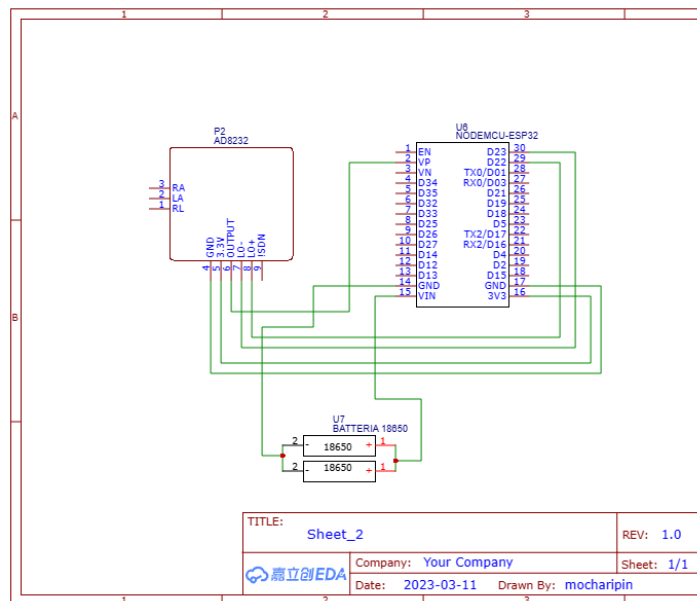 1 2 3
A
B
P2
AD8232
3 RA
2 LA
1 RL
GND 3.3V OUTPUT LO- LO+ !SDN
4 5 6 7 8 9
U6
NODEMCU-ESP32
1 EN D23 30
2 VP D22 29
3 VN TX0/D01 28
4 D34 RX0/D03 27
5 D35 D21 26
6 D32 D19 25
7 D33 D18 24
8 D25 D5 23
9 D26 TX2/D17 22
10 D27 RX2/D16 21
11 D14 D4 20
12 D12 D2 19
13 D13 D15 18
14 GND GND 17
15 VIN 3V3 16
U7
BATTERIA 18650
2 - 18650 + 1
2 - 18650 + 1
TITLE:
Sheet_2
REV: 1.0
嘉立创EDA
Company: Your Company
Sheet: 1/1
Date: 2023-03-11 Drawn By: mocharipin
1 2 3